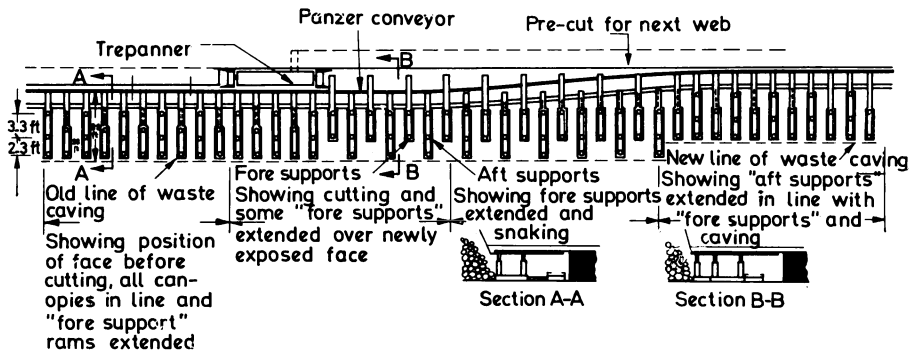 Panzer conveyor
Pre-cut for next web
Trepanner
B
A
3.3 ft
2.3 ft
A
B
Old line of waste
caving
Showing position
of face before
cutting, all can-
opies in line and
"fore support"
rams extended
Fore supports
Showing cutting and
some "fore supports"
extended over newly
exposed face
Aft supports
Showing fore supports
extended and
snaking
New line of waste caving
Showing "aft supports"
extended in line with
"fore supports" and
caving
Section A-A
Section B-B